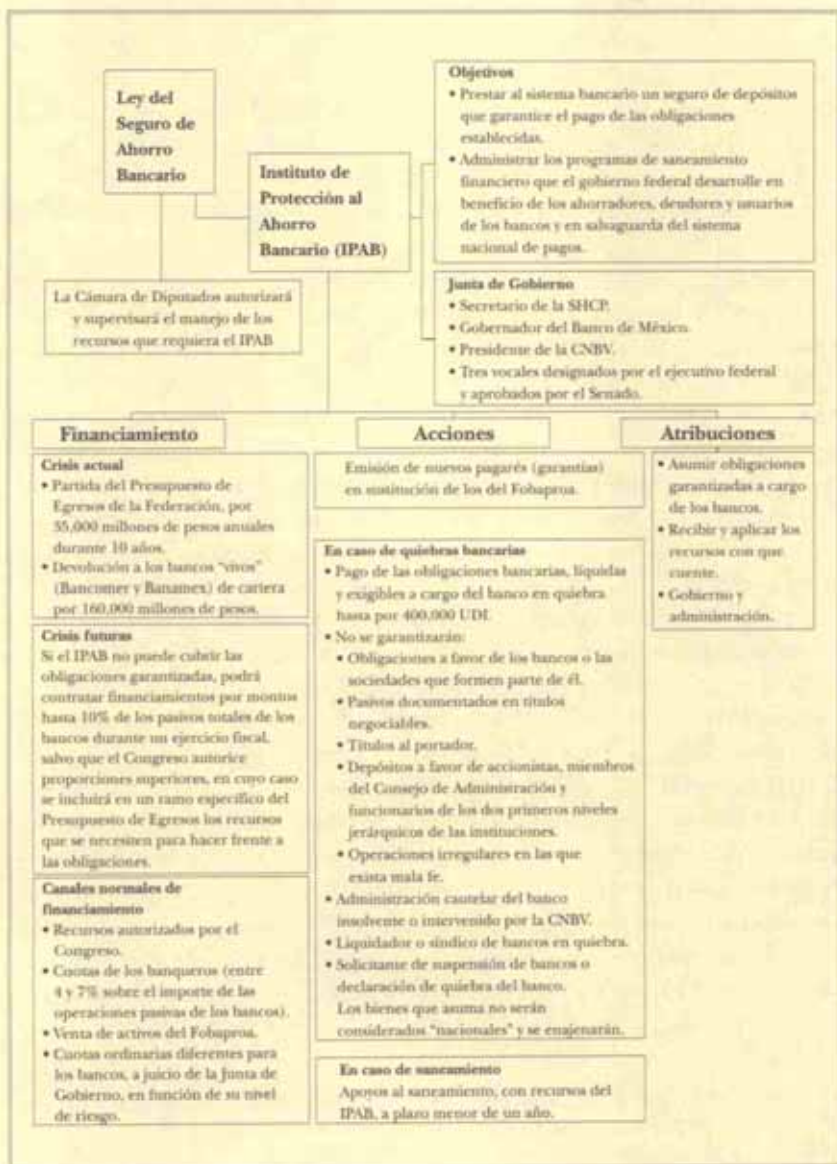 Ley del
Seguro de
Ahorro
Bancario
Instituto de
Protección al
Ahorro
Bancario (IPAB)
La Cámara de Diputados autorizará
y supervisará el manejo de los
recursos que requiera el IPAB
Objetivos
• Prestar al sistema bancario un seguro de depósitos
que garantice el pago de las obligaciones
establecidas.
• Administrar los programas de saneamiento
financiero que el gobierno federal desarrolle en
beneficio de los ahorradores, deudores y usuarios
de los bancos y en salvaguarda del sistema
nacional de pagos.
Junta de Gobierno
• Secretario de la SHCP.
• Gobernador del Banco de México.
• Presidente de la CNBV.
• Tres vocales designados por el ejecutivo federal
y aprobados por el Senado.
Financiamiento
Crisis actual
• Partida del Presupuesto de
Egresos de la Federación, por
35,000 millones de pesos anuales
durante 10 años.
• Devolución a los bancos "vivos"
(Bancomer y Banamex) de cartera
por 160,000 millones de pesos.
Crisis futuras
Si el IPAB no puede cubrir las
obligaciones garantizadas, podrá
contratar financiamientos por montos
hasta 10% de los pasivos totales de los
bancos durante un ejercicio fiscal,
salvo que el Congreso autorice
proporciones superiores, en cuyo caso
se incluirá en un ramo específico del
Presupuesto de Egresos los recursos
que se necesiten para hacer frente a
las obligaciones.
Canales normales de
financiamiento
• Recursos autorizados por el
Congreso.
• Cuotas de los banqueros (entre
4 y 7% sobre el importe de las
operaciones pasivas de los bancos).
• Venta de activos del Fobaproa.
• Cuotas ordinarias diferentes para
los bancos, a juicio de la Junta de
Gobierno, en función de su nivel
de riesgo.
Acciones
Emisión de nuevos pagarés (garantías)
en sustitución de los del Fobaproa.
En caso de quiebras bancarias
• Pago de las obligaciones bancarias, líquidas
y exigibles a cargo del banco en quiebra
hasta por 400,000 UDI.
• No se garantizarán:
• Obligaciones a favor de los bancos o las
sociedades que formen parte de él.
• Pasivos documentados en títulos
negociables.
• Títulos al portador.
• Depósitos a favor de accionistas, miembros
del Consejo de Administración y
funcionarios de los dos primeros niveles
jerárquicos de las instituciones.
• Operaciones irregulares en las que
exista mala fe.
• Administración cautelar del banco
insolvente o intervenido por la CNBV.
• Liquidador o síndico de bancos en quiebra.
• Solicitante de suspensión de bancos o
declaración de quiebra del banco.
Los bienes que asuma no serán
considerados "nacionales" y se enajenarán.
En caso de saneamiento
Apoyos al saneamiento, con recursos del
IPAB, a plazo menor de un año.
Atribuciones
• Asumir obligaciones
garantizadas a cargo
de los bancos.
• Recibir y aplicar los
recursos con que
cuente.
• Gobierno y
administración.